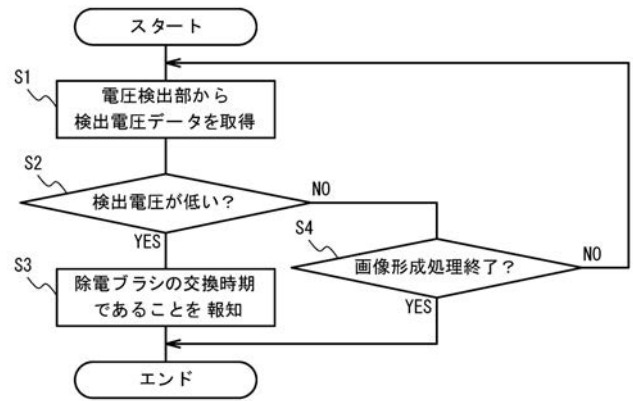 スタート
S1
電圧検出部から
検出電圧データを取得
S2
検出電圧が低い?
NO
YES
S4
画像形成処理終了?
NO
YES
S3
除電ブラシの交換時期
であることを報知
エンド